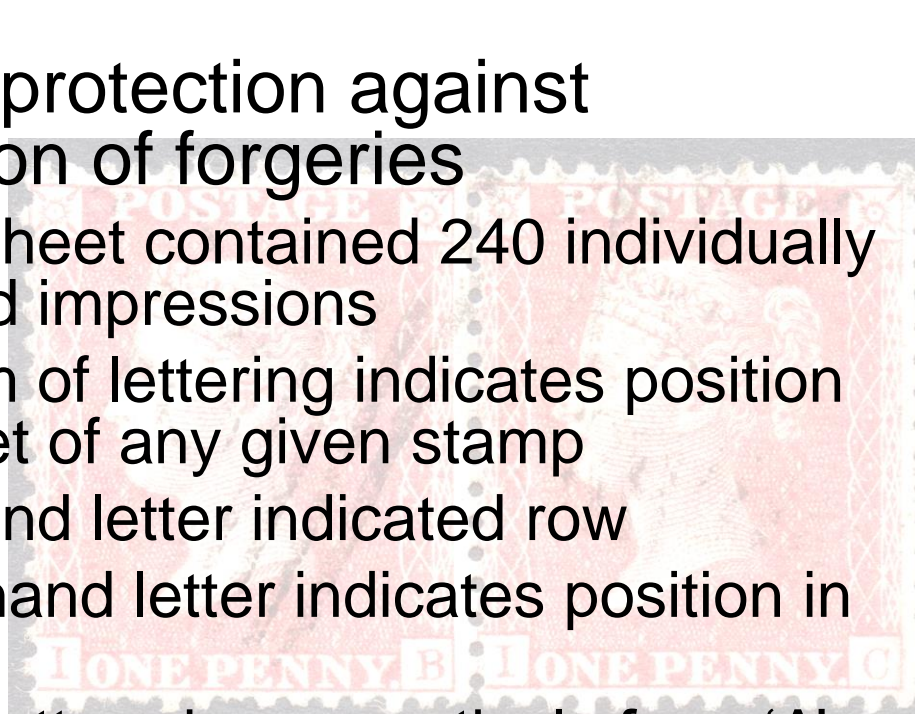 protection against
on of forgeries
POSTAGE POSTAGE
heet contained 240 individually
d impressions
of lettering indicates position
et of any given stamp
nd letter indicated row
hand letter indicates position in
I ONE PENNY. B I ONE PENNY. C